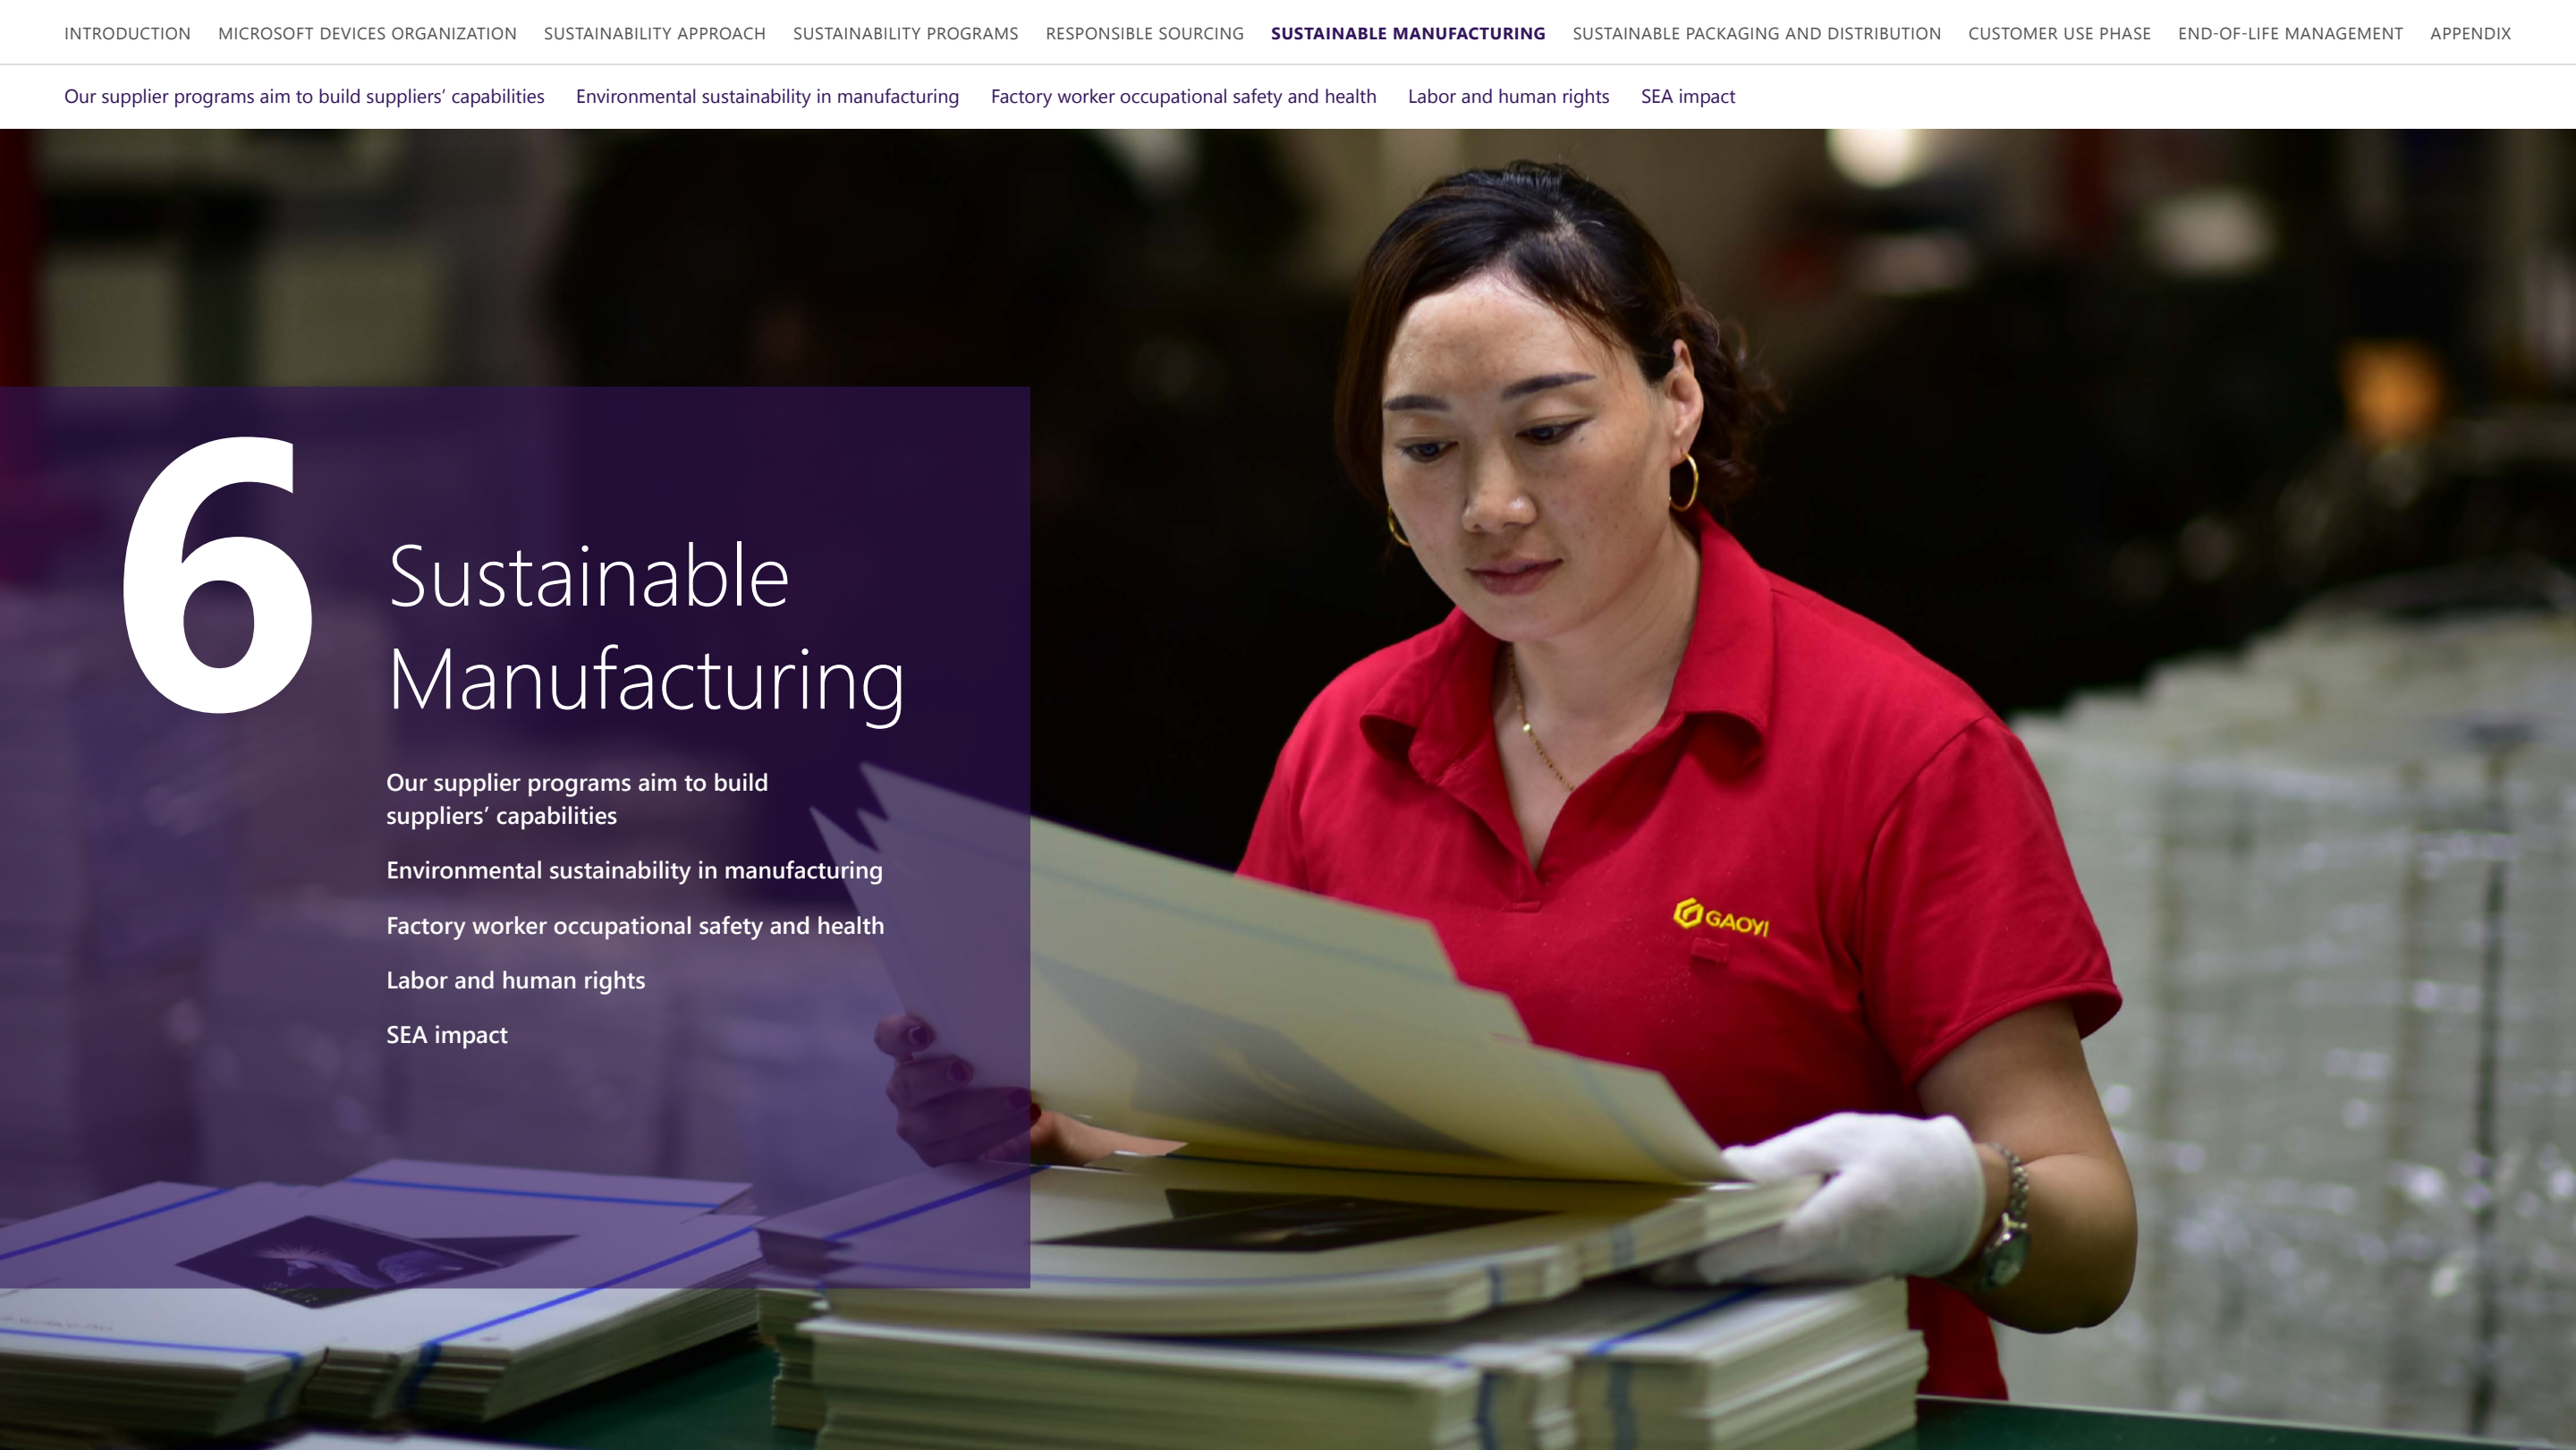 INTRODUCTION MICROSOFT DEVICES ORGANIZATION SUSTAINABILITY APPROACH SUSTAINABILITY PROGRAMS RESPONSIBLE SOURCING SUSTAINABLE MANUFACTURING SUSTAINABLE PACKAGING AND DISTRIBUTION CUSTOMER USE PHASE END-OF-LIFE MANAGEMENT APPENDIX
Our supplier programs aim to build suppliers’ capabilities Environmental sustainability in manufacturing Factory worker occupational safety and health Labor and human rights SEA impact
6
Sustainable
Manufacturing
Our supplier programs aim to build
suppliers’ capabilities
Environmental sustainability in manufacturing
Factory worker occupational safety and health
Labor and human rights
SEA impact
GAOYI